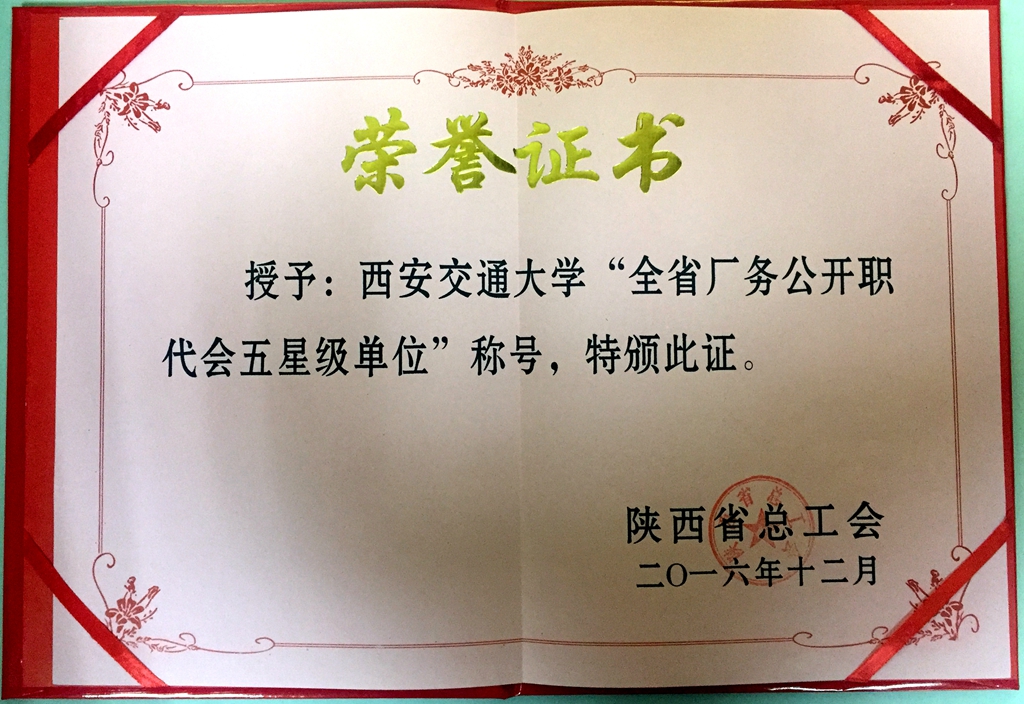 荣誉证书
授予：西安交通大学“全省厂务公开职
代会五星级单位”称号，特颁此证。
陕西省总工会
二〇一六年十二月